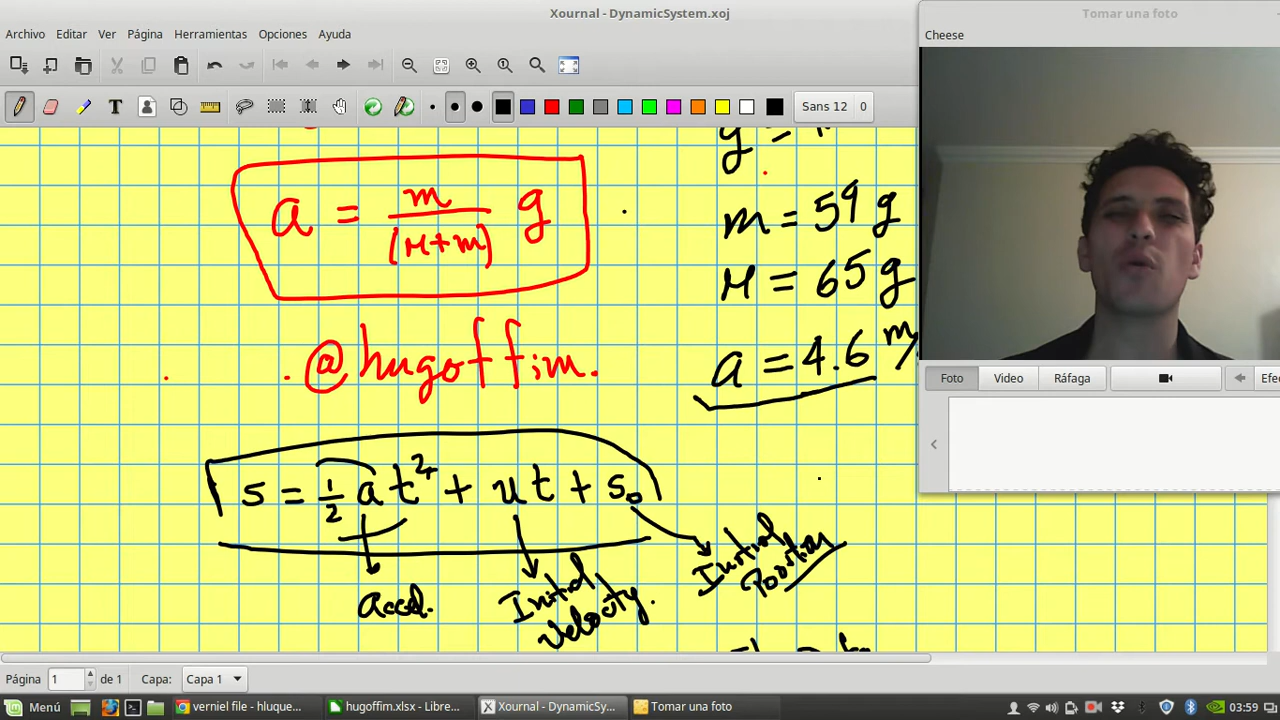 Xournal - DynamicSystem.xoj
Tomar una foto
Archivo Editar Ver Página Herramientas Opciones Ayuda
Cheese
Sans 12 0
g =
a = m/(M+m) g
m = 59 g
M = 65 g
a = 4.6 m/
@hugoffim.
s = 1/2 at² + ut + s₀
Accel.
Initial
Velocity.
Initial
Position
Foto Video Ráfaga Efe
Página 1 de 1 Capa: Capa 1
Menú verniel file - hluque... hugoffim.xlsx - Libre... Xournal - DynamicSy... Tomar una foto 03:59